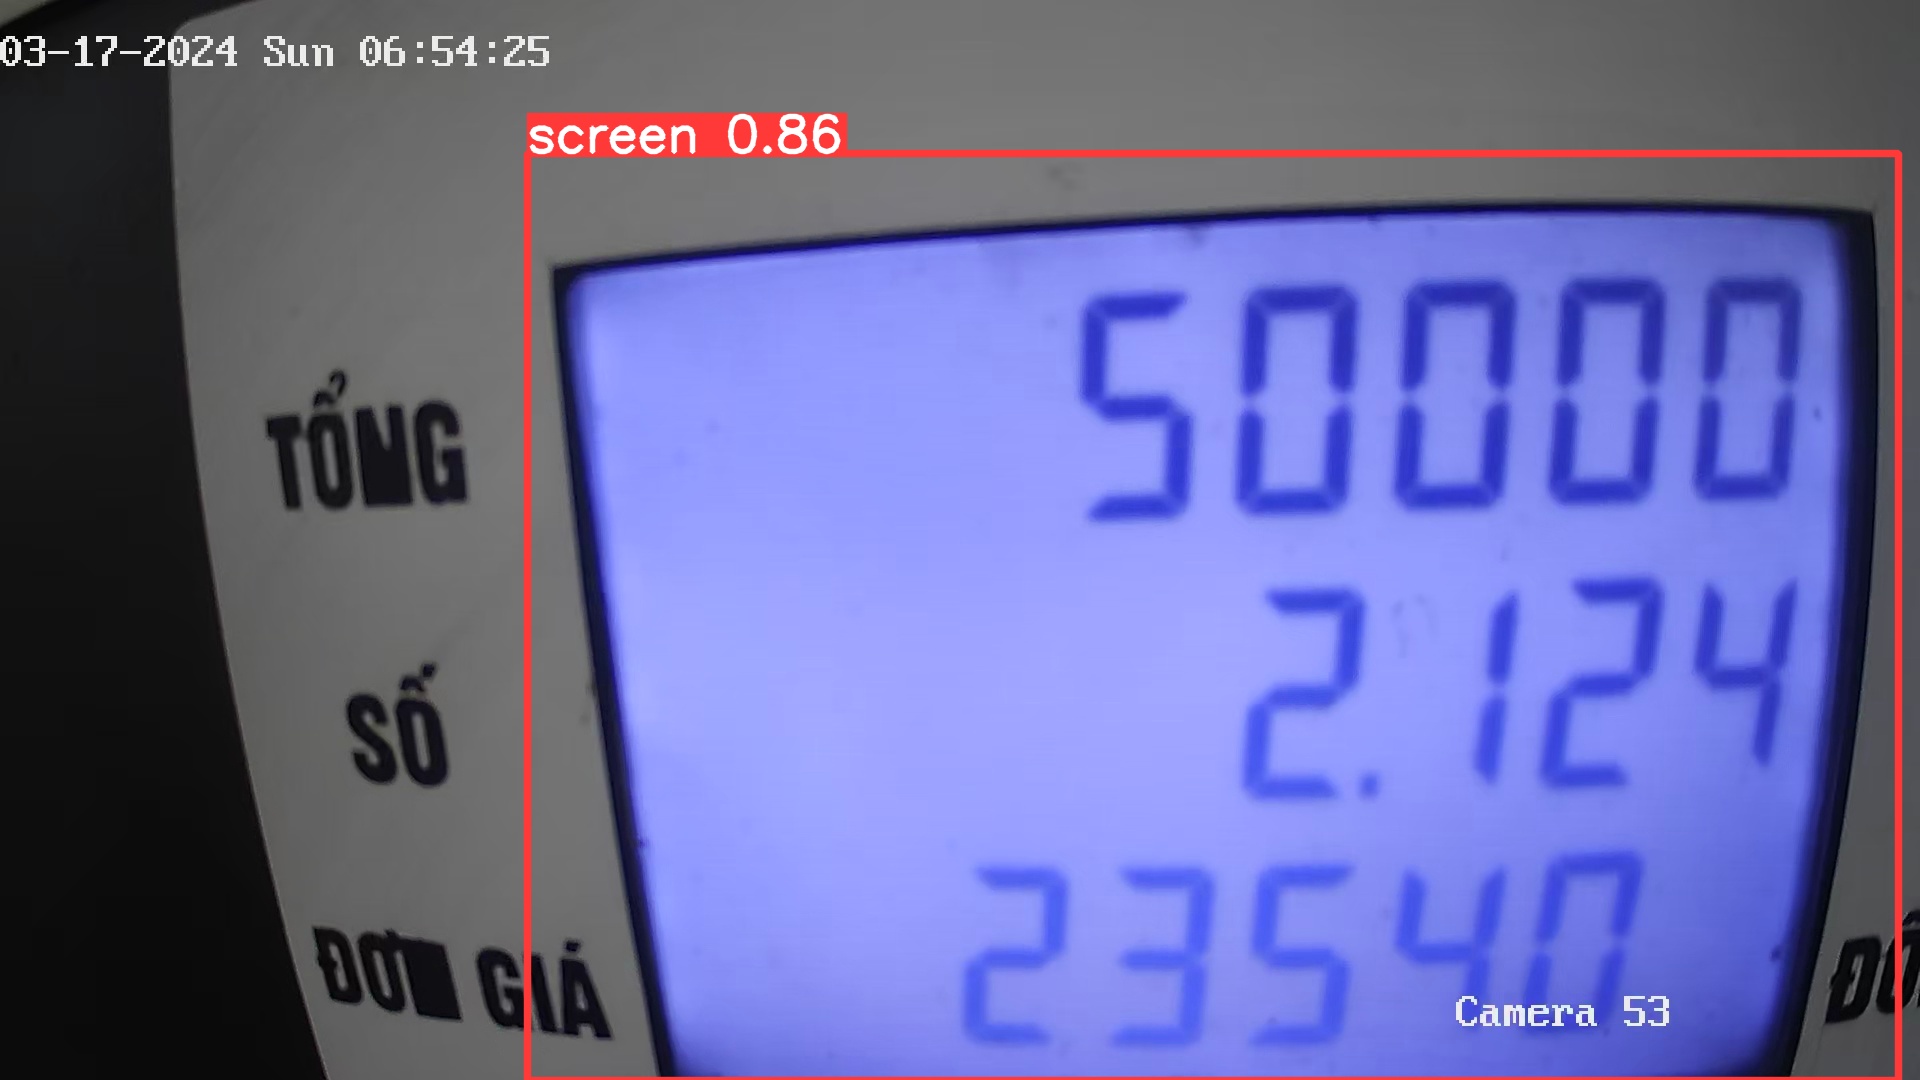 03-17-2024 Sun 06:54:25
screen 0.86
TỔNG 50000
SỐ 2.124
ĐƠN GIÁ 23540
Camera 53